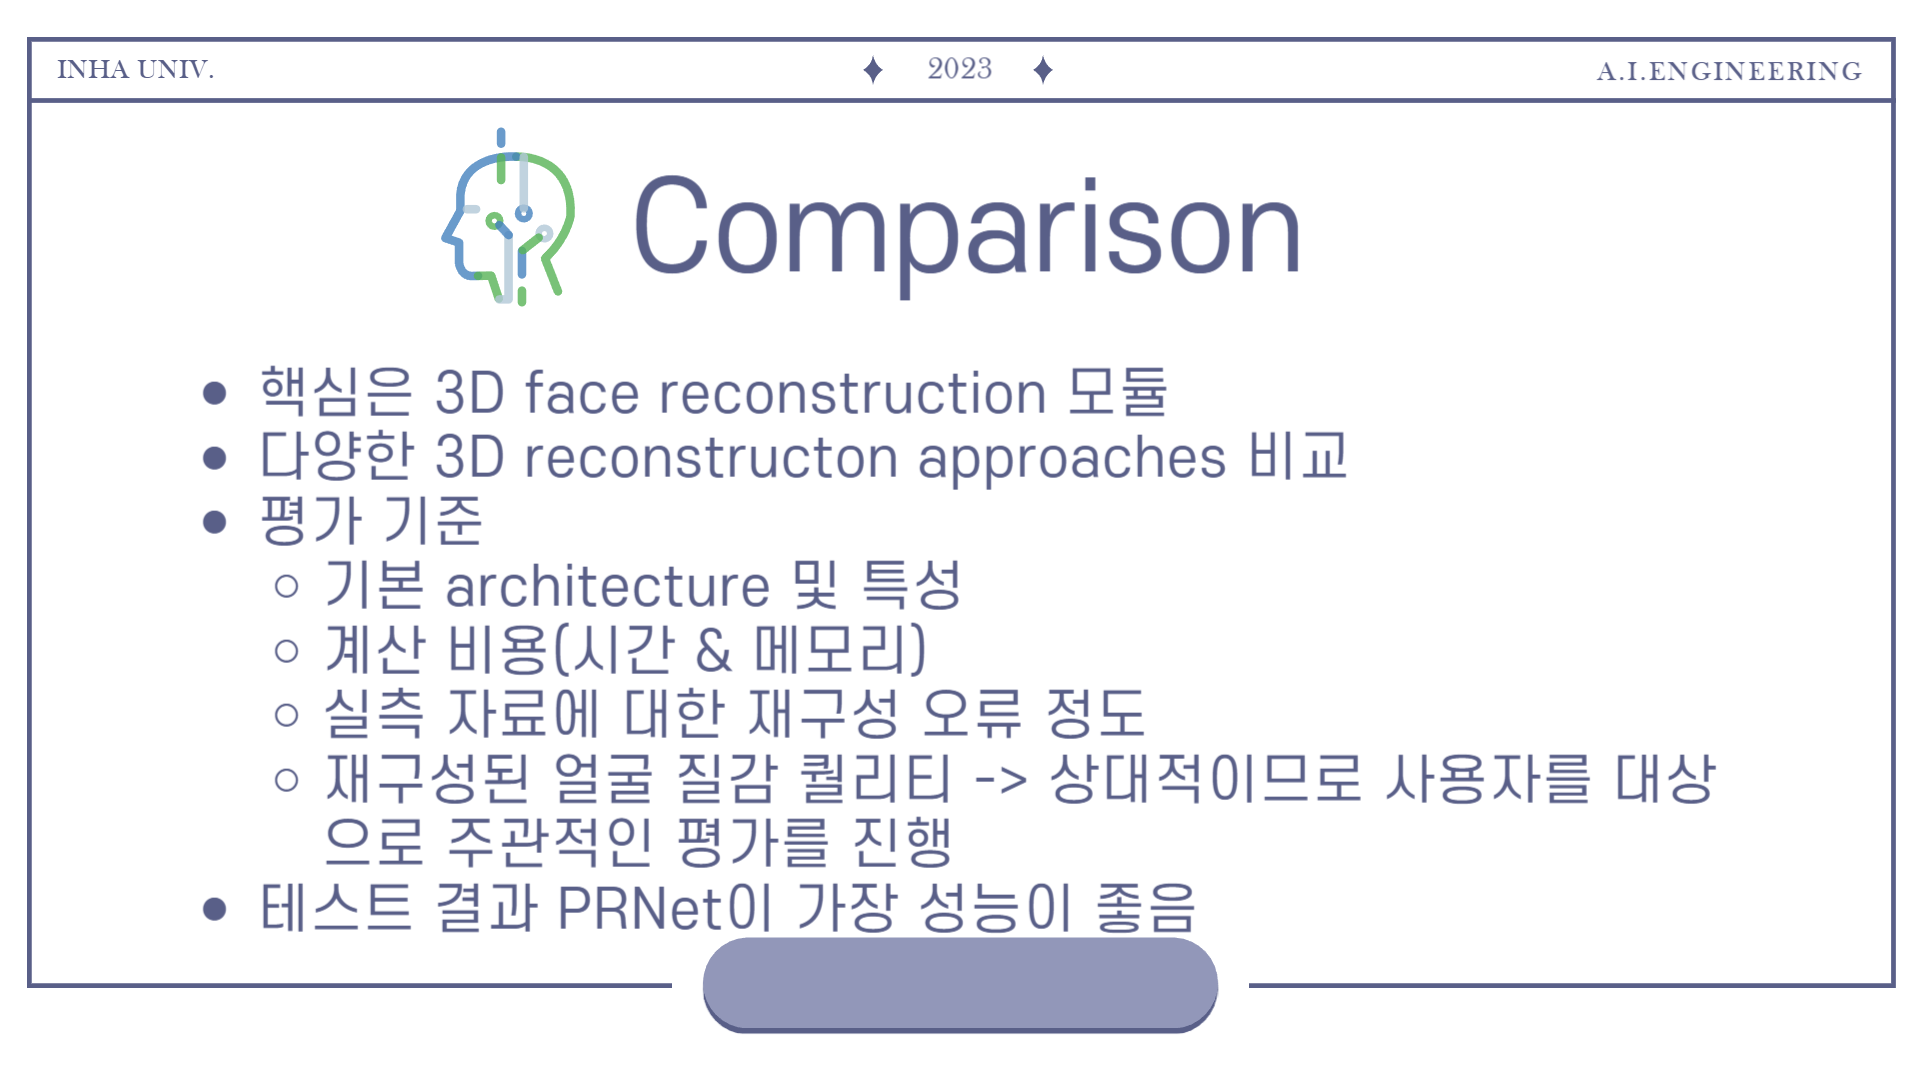 INHA UNIV.
2023
A.I.ENGINEERING
Comparison
● 핵심은 3D face reconstruction 모듈
● 다양한 3D reconstructon approaches 비교
● 평가 기준
○ 기본 architecture 및 특성
○ 계산 비용(시간 & 메모리)
○ 실측 자료에 대한 재구성 오류 정도
○ 재구성된 얼굴 질감 퀄리티 -> 상대적이므로 사용자를 대상
으로 주관적인 평가를 진행
● 테스트 결과 PRNet이 가장 성능이 좋음